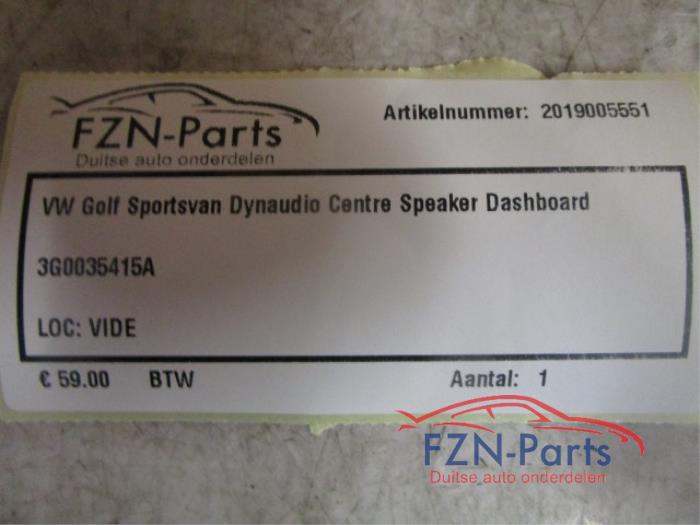 FZN-Parts
Duitse auto onderdelen
Artikelnummer: 2019005551
VW Golf Sportsvan Dynaudio Centre Speaker Dashboard
3G0035415A
LOC: VIDE
€ 59.00 BTW Aantal: 1
FZN-Parts
Duitse auto onderdelen